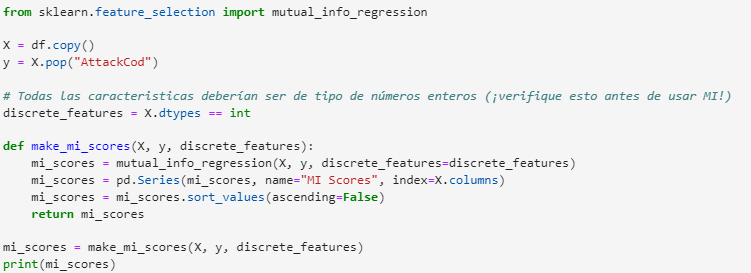 from sklearn.feature_selection import mutual_info_regression
X = df.copy()
y = X.pop("AttackCod")
# Todas las caracteristicas deberían ser de tipo de números enteros (¡verifique esto antes de usar MI!)
discrete_features = X.dtypes == int
def make_mi_scores(X, y, discrete_features):
    mi_scores = mutual_info_regression(X, y, discrete_features=discrete_features)
    mi_scores = pd.Series(mi_scores, name="MI Scores", index=X.columns)
    mi_scores = mi_scores.sort_values(ascending=False)
    return mi_scores
mi_scores = make_mi_scores(X, y, discrete_features)
print(mi_scores)